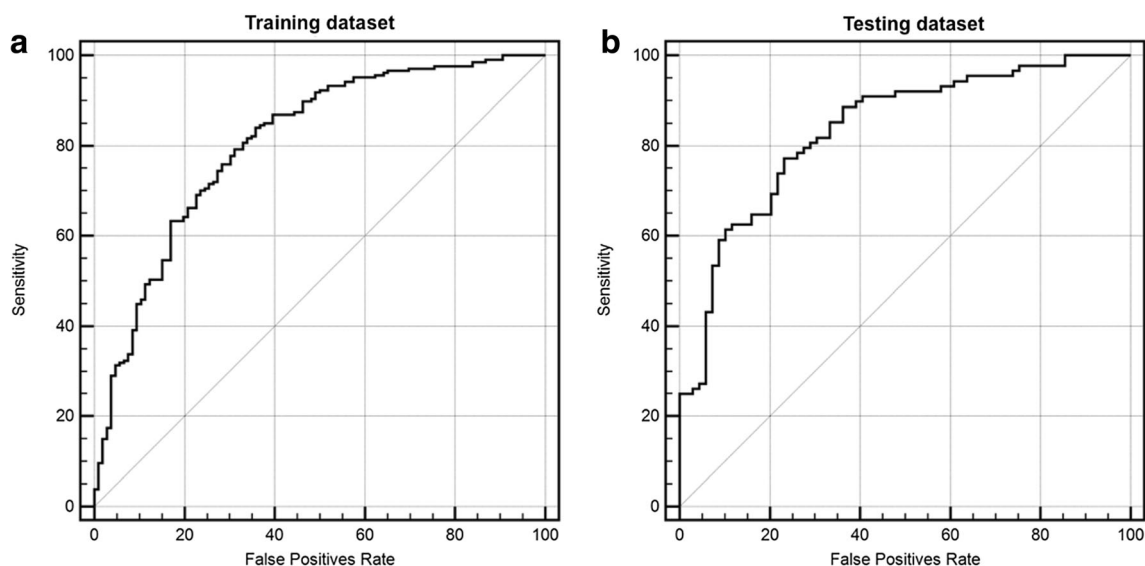 a
Training dataset
100
80
60
40
20
0
Sensitivity
0 20 40 60 80 100
False Positives Rate
b
Testing dataset
100
80
60
40
20
0
Sensitivity
0 20 40 60 80 100
False Positives Rate